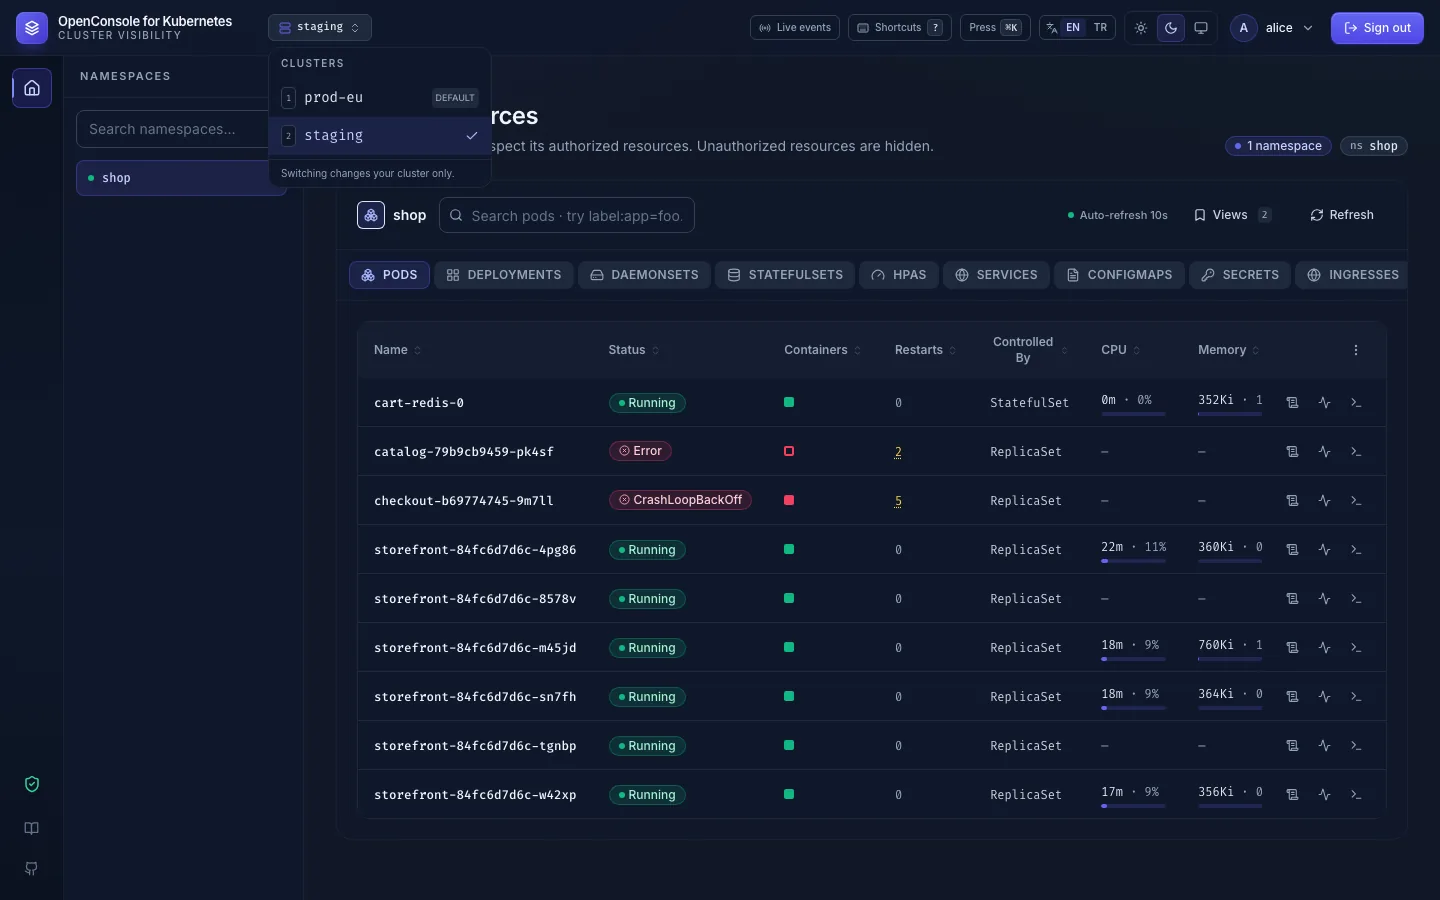 OpenConsole for Kubernetes
CLUSTER VISIBILITY
staging
Live events
Shortcuts ?
Press ⌘K
EN TR
A alice
Sign out
NAMESPACES
Search namespaces...
shop
CLUSTERS
1 prod-eu DEFAULT
2 staging
Switching changes your cluster only.
rces
spect its authorized resources. Unauthorized resources are hidden.
1 namespace
ns shop
shop
Search pods · try label:app=foo.
Auto-refresh 10s
Views 2
Refresh
PODS DEPLOYMENTS DAEMONSETS STATEFULSETS HPAS SERVICES CONFIGMAPS SECRETS INGRESSES
Name Status Containers Restarts Controlled By CPU Memory
cart-redis-0 Running 0 StatefulSet 0m · 0% 352Ki · 1
catalog-79b9cb9459-pk4sf Error 2 ReplicaSet — —
checkout-b69774745-9m7ll CrashLoopBackOff 5 ReplicaSet — —
storefront-84fc6d7d6c-4pg86 Running 0 ReplicaSet 22m · 11% 360Ki · 0
storefront-84fc6d7d6c-8578v Running 0 ReplicaSet — —
storefront-84fc6d7d6c-m45jd Running 0 ReplicaSet 18m · 9% 760Ki · 1
storefront-84fc6d7d6c-sn7fh Running 0 ReplicaSet 18m · 9% 364Ki · 0
storefront-84fc6d7d6c-tgnbp Running 0 ReplicaSet — —
storefront-84fc6d7d6c-w42xp Running 0 ReplicaSet 17m · 9% 356Ki · 0